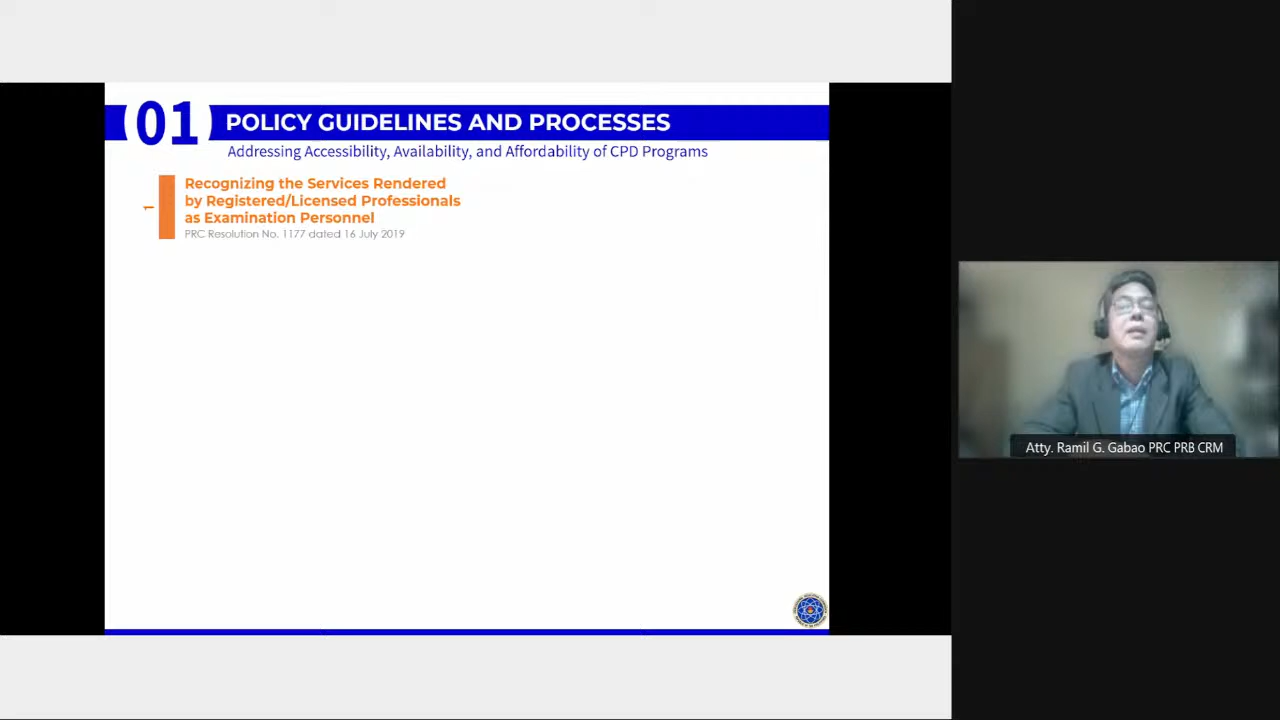 01
POLICY GUIDELINES AND PROCESSES
Addressing Accessibility, Availability, and Affordability of CPD Programs
1
Recognizing the Services Rendered
by Registered/Licensed Professionals
as Examination Personnel
PRC Resolution No. 1177 dated 16 July 2019
Atty. Ramil G. Gabao PRC PRB CRM